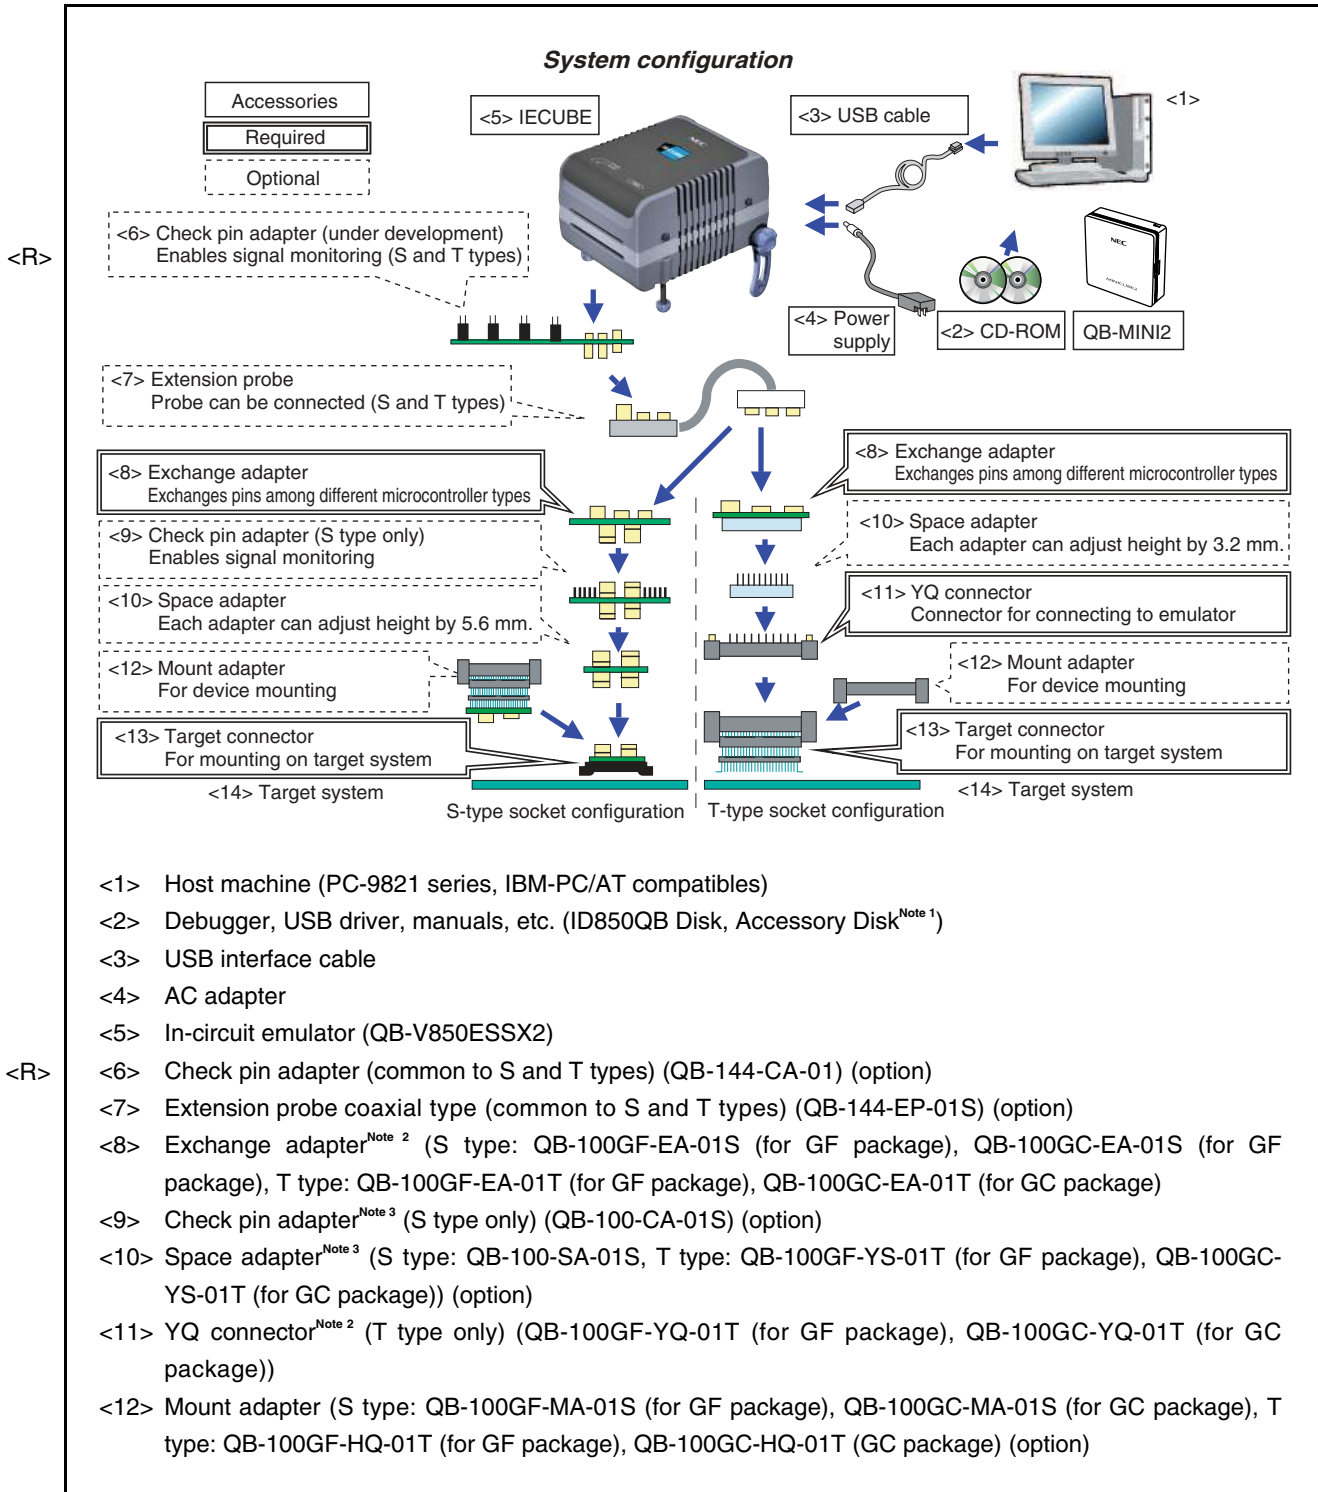 System configuration
Accessories
Required
Optional
<5> IECUBE
<3> USB cable
<1>
NEC
<6> Check pin adapter (under development)
Enables signal monitoring (S and T types)
<R>
NEC
MINICUBE2
<4> Power
supply
<2> CD-ROM
QB-MINI2
<7> Extension probe
Probe can be connected (S and T types)
<8> Exchange adapter
Exchanges pins among different microcontroller types
<8> Exchange adapter
Exchanges pins among different microcontroller types
<9> Check pin adapter (S type only)
Enables signal monitoring
<10> Space adapter
Each adapter can adjust height by 3.2 mm.
<10> Space adapter
Each adapter can adjust height by 5.6 mm.
<11> YQ connector
Connector for connecting to emulator
<12> Mount adapter
For device mounting
<12> Mount adapter
For device mounting
<13> Target connector
For mounting on target system
<13> Target connector
For mounting on target system
<14> Target system
<14> Target system
S-type socket configuration
T-type socket configuration
<1> Host machine (PC-9821 series, IBM-PC/AT compatibles)
<2> Debugger, USB driver, manuals, etc. (ID850QB Disk, Accessory Disk Note 1)
<3> USB interface cable
<4> AC adapter
<5> In-circuit emulator (QB-V850ESSX2)
<R> <6> Check pin adapter (common to S and T types) (QB-144-CA-01) (option)
<7> Extension probe coaxial type (common to S and T types) (QB-144-EP-01S) (option)
<8> Exchange adapter Note 2 (S type: QB-100GF-EA-01S (for GF package), QB-100GC-EA-01S (for GF
package), T type: QB-100GF-EA-01T (for GF package), QB-100GC-EA-01T (for GC package)
<9> Check pin adapter Note 3 (S type only) (QB-100-CA-01S) (option)
<10> Space adapter Note 3 (S type: QB-100-SA-01S, T type: QB-100GF-YS-01T (for GF package), QB-100GC-
YS-01T (for GC package)) (option)
<11> YQ connector Note 2 (T type only) (QB-100GF-YQ-01T (for GF package), QB-100GC-YQ-01T (for GC
package))
<12> Mount adapter (S type: QB-100GF-MA-01S (for GF package), QB-100GC-MA-01S (for GC package), T
type: QB-100GF-HQ-01T (for GF package), QB-100GC-HQ-01T (GC package) (option)